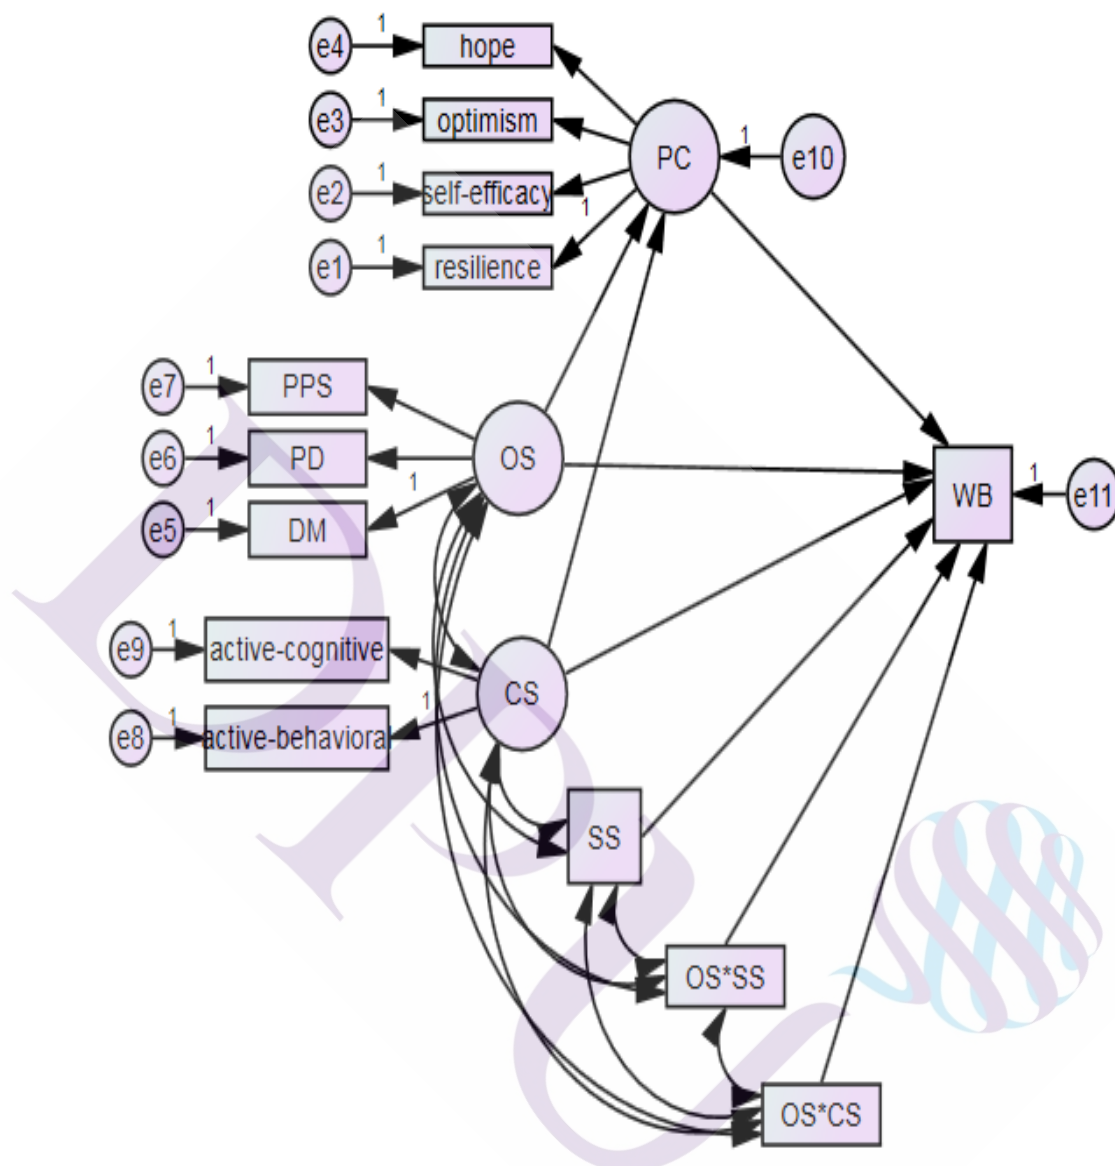 e4 1 hope
e3 1 optimism
e2 1 self-efficacy
e1 1 resilience
1
PC 1 e10
e7 1 PPS
e6 1 PD
e5 1 DM
1
OS
WB 1 e11
e9 1 active-cognitive
e8 1 active-behavioral
1
CS
SS
OS*SS
OS*CS